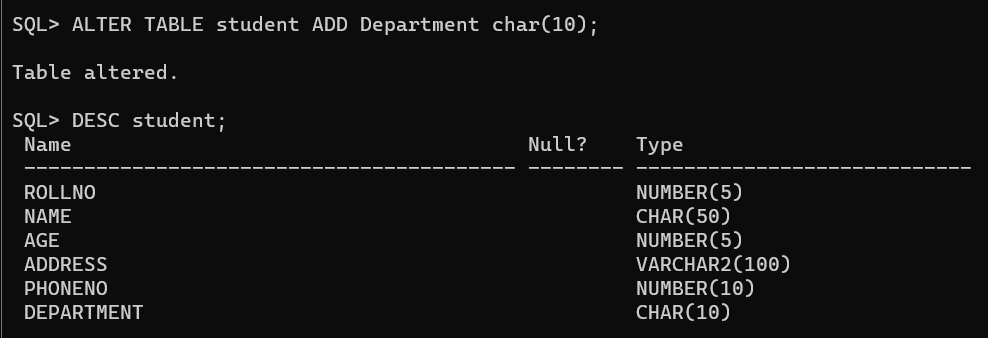 SQL> ALTER TABLE student ADD Department char(10);
Table altered.
SQL> DESC student;
Name Null? Type
----------------------------------------- -------- ----------------------------
ROLLNO NUMBER(5)
NAME CHAR(50)
AGE NUMBER(5)
ADDRESS VARCHAR2(100)
PHONENO NUMBER(10)
DEPARTMENT CHAR(10)